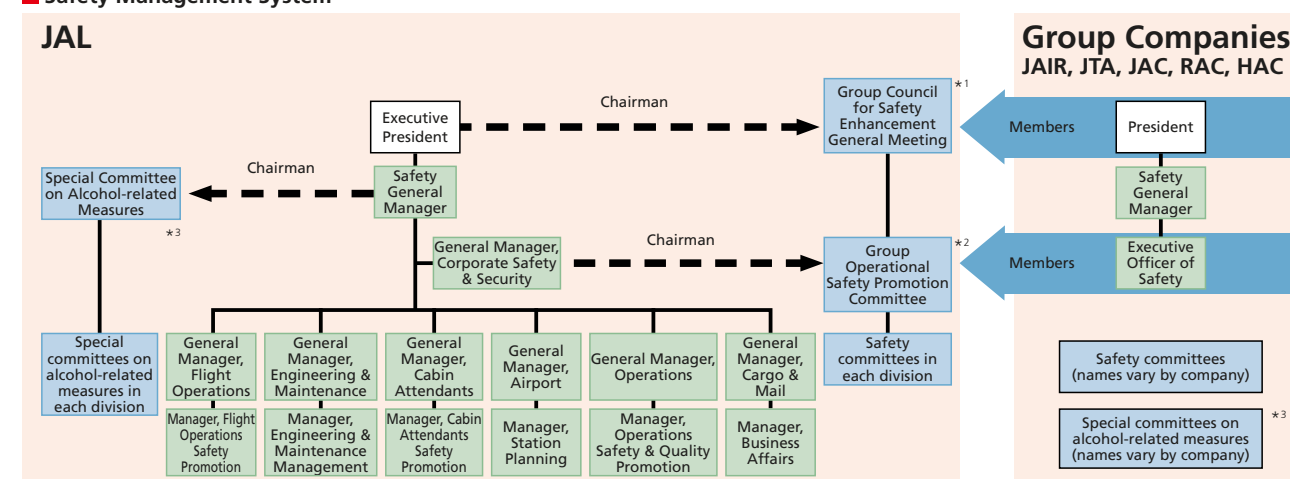 Safety Management System
JAL
Group Companies
JAIR, JTA, JAC, RAC, HAC
Executive
President
Chairman
Group Council
for Safety
Enhancement
General Meeting
*1
Members
President
Special Committee
on Alcohol-related
Measures
*3
Chairman
Safety
General
Manager
Safety
General
Manager
General Manager,
Corporate Safety
& Security
Chairman
Group
Operational
Safety Promotion
Committee
*2
Members
Executive
Officer of
Safety
Special
committees on
alcohol-related
measures in
each division
General
Manager,
Flight
Operations
General
Manager,
Engineering &
Maintenance
General
Manager,
Cabin
Attendants
General
Manager,
Airport
General Manager,
Operations
General
Manager,
Cargo &
Mail
Safety
committees in
each division
Safety committees
(names vary by company)
Manager, Flight
Operations
Safety
Promotion
Manager,
Engineering &
Maintenance
Management
Manager, Cabin
Attendants
Safety
Promotion
Manager,
Station
Planning
Manager,
Operations
Safety & Quality
Promotion
Manager,
Business
Affairs
Special committees on
alcohol-related measures
(names vary by company)
*3